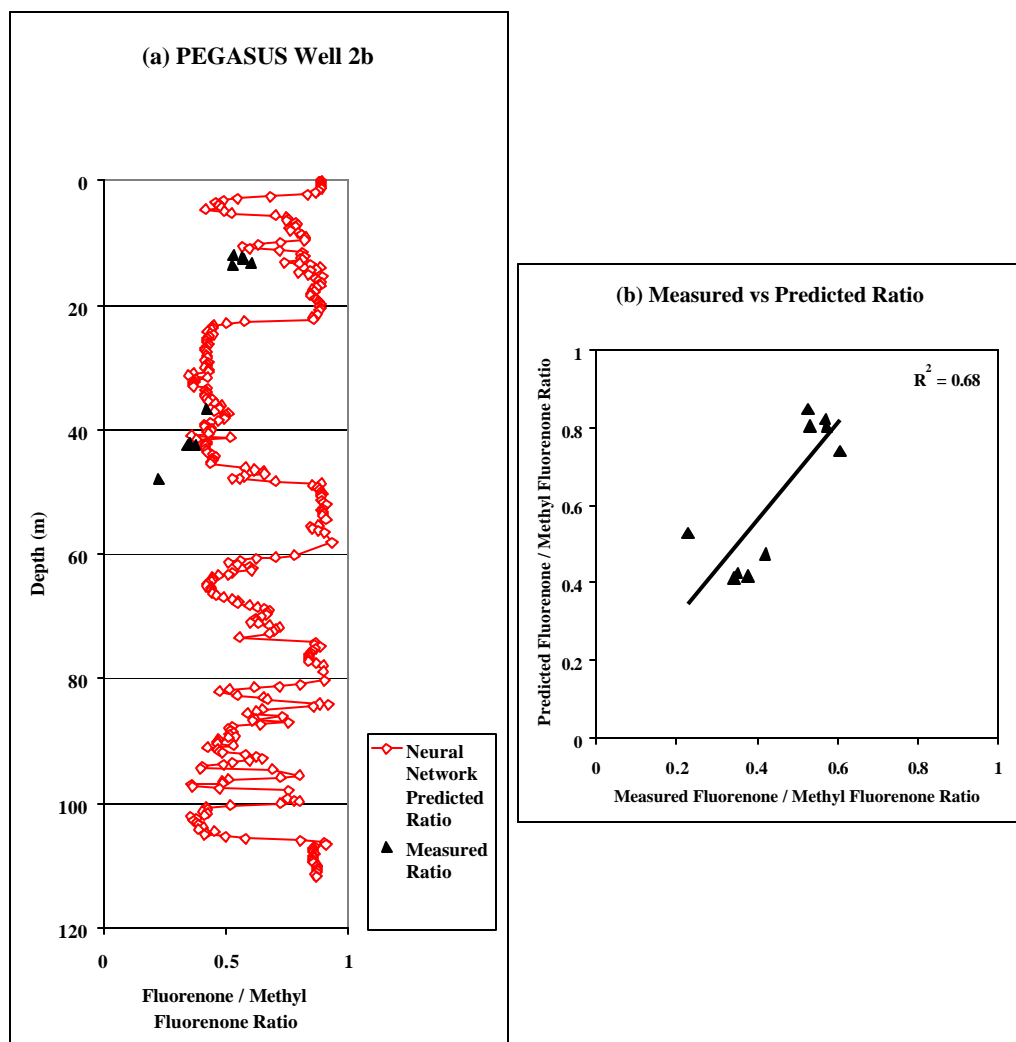 (a) PEGASUS Well 2b
0
20
40
60
80
100
120
Depth (m)
0
0.5
1
Fluorenone / Methyl
Fluorenone Ratio
Neural
Network
Predicted
Ratio
Measured
Ratio
(b) Measured vs Predicted Ratio
R2 = 0.68
1
0.8
0.6
0.4
0.2
0
Predicted Fluorenone / Methyl Fluorenone Ratio
0
0.2
0.4
0.6
0.8
1
Measured Fluorenone / Methyl Fluorenone Ratio